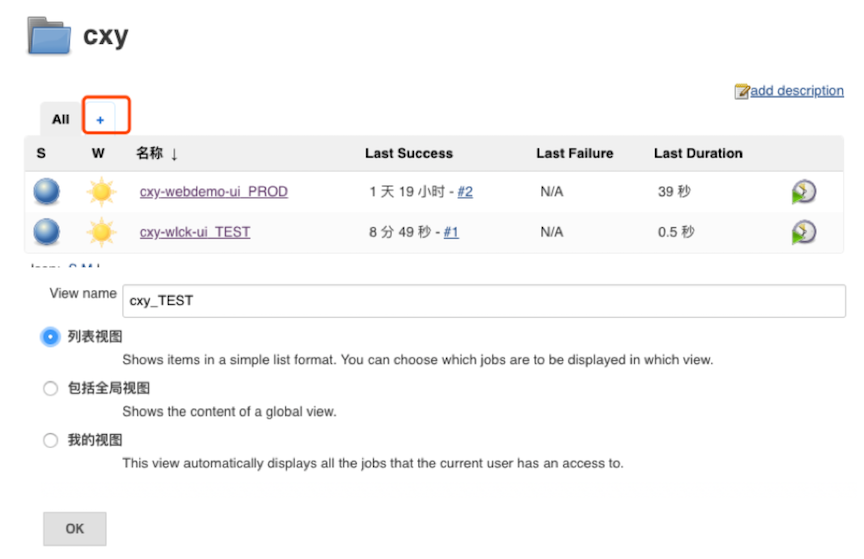 cxy
add description
All +
S W 名称 ↓ Last Success Last Failure Last Duration
cxy-webdemo-ui_PROD 1 天 19 小时 - #2 N/A 39 秒
cxy-wlck-ui_TEST 8 分 49 秒 - #1 N/A 0.5 秒
View name cxy_TEST
列表视图
Shows items in a simple list format. You can choose which jobs are to be displayed in which view.
包括全局视图
Shows the content of a global view.
我的视图
This view automatically displays all the jobs that the current user has an access to.
OK